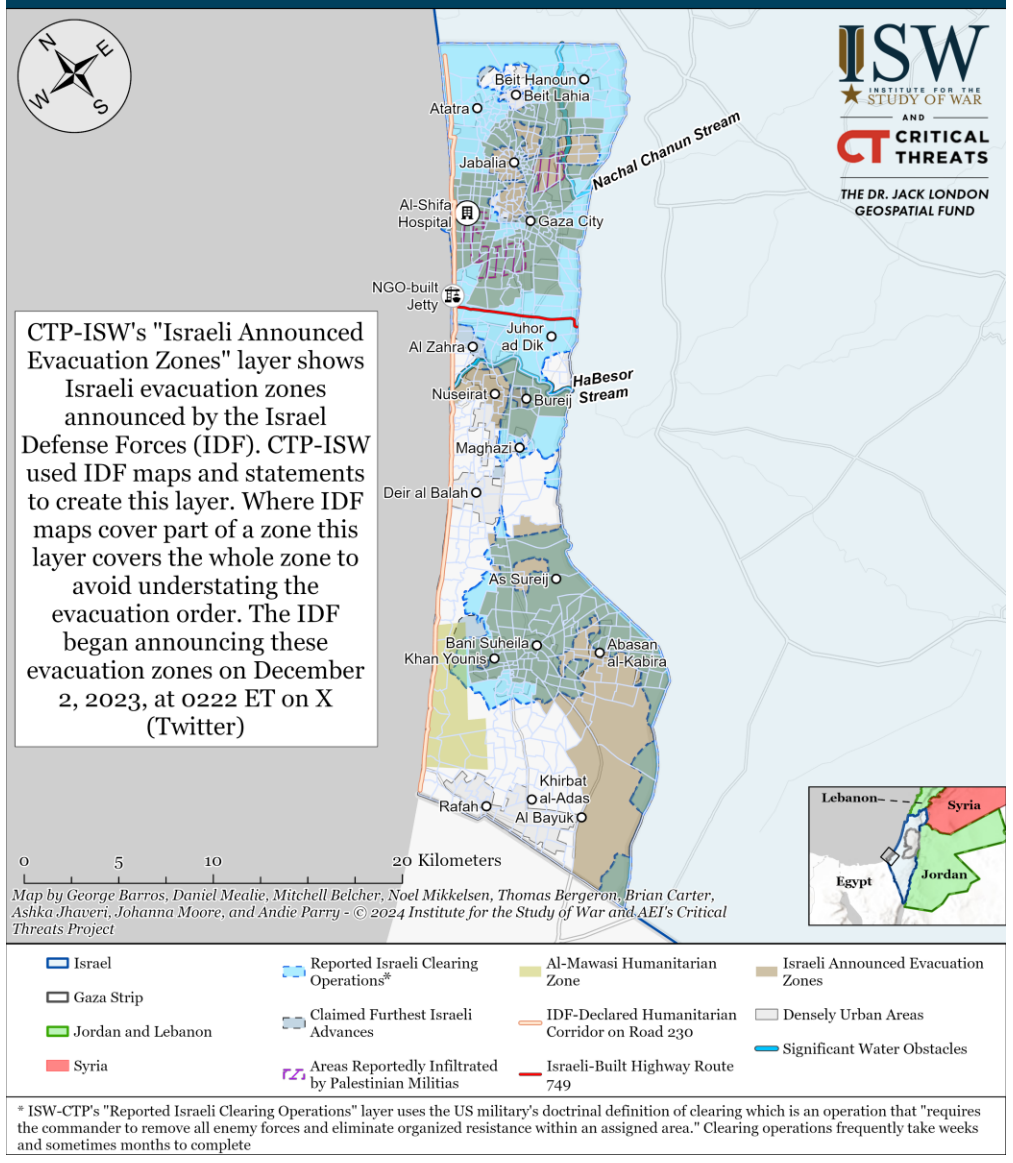 N
E
W
S
ISW
INSTITUTE FOR THE
STUDY OF WAR
AND
CT CRITICAL
THREATS
THE DR. JACK LONDON
GEOSPATIAL FUND
Beit Hanoun
Beit Lahia
Atatra
Nachal Chanun Stream
Jabalia
Al-Shifa
Hospital
Gaza City
NGO-built
Jetty
CTP-ISW's "Israeli Announced
Evacuation Zones" layer shows
Israeli evacuation zones
announced by the Israel
Defense Forces (IDF). CTP-ISW
used IDF maps and statements
to create this layer. Where IDF
maps cover part of a zone this
layer covers the whole zone to
avoid understating the
evacuation order. The IDF
began announcing these
evacuation zones on December
2, 2023, at 0222 ET on X
(Twitter)
Juhor
ad Dik
Al Zahra
HaBesor
Stream
Nuseirat
Bureij
Maghazi
Deir al Balah
As Sureij
Bani Suheila
Abasan
al-Kabira
Khan Younis
Khirbat
al-Adas
Rafah
Al Bayuk
Lebanon
Syria
Jordan
Egypt
0 5 10 20 Kilometers
Map by George Barros, Daniel Mealie, Mitchell Belcher, Noel Mikkelsen, Thomas Bergeron, Brian Carter,
Ashka Jhaveri, Johanna Moore, and Andie Parry - © 2024 Institute for the Study of War and AEI's Critical
Threats Project
Israel
Gaza Strip
Jordan and Lebanon
Syria
Reported Israeli Clearing
Operations*
Claimed Furthest Israeli
Advances
Areas Reportedly Infiltrated
by Palestinian Militias
Al-Mawasi Humanitarian
Zone
IDF-Declared Humanitarian
Corridor on Road 230
Israeli-Built Highway Route
749
Israeli Announced Evacuation
Zones
Densely Urban Areas
Significant Water Obstacles
* ISW-CTP's "Reported Israeli Clearing Operations" layer uses the US military's doctrinal definition of clearing which is an operation that "requires
the commander to remove all enemy forces and eliminate organized resistance within an assigned area." Clearing operations frequently take weeks
and sometimes months to complete